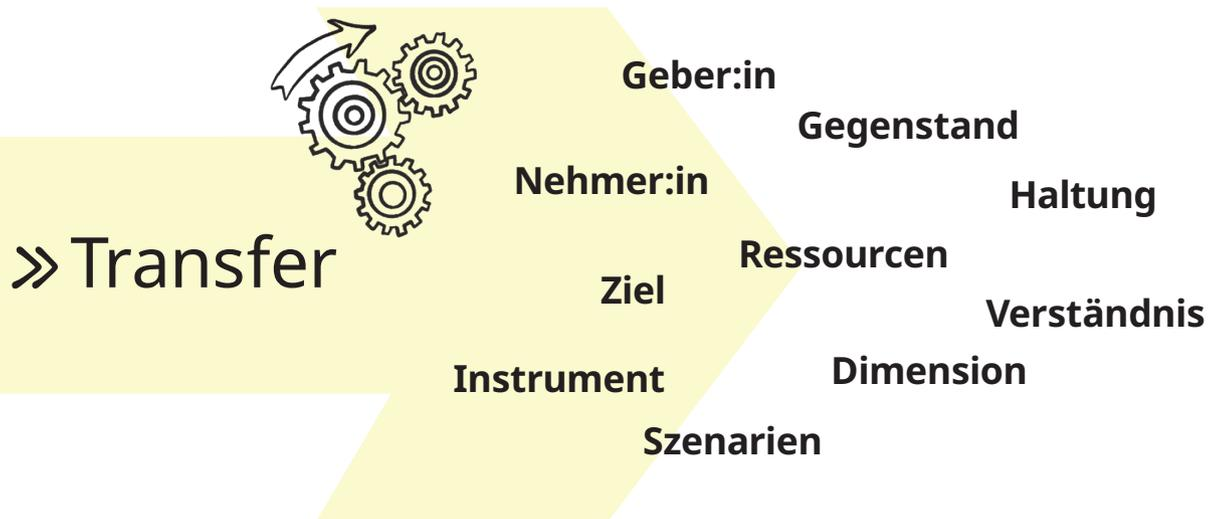 Geber:in
Gegenstand
Nehmer:in
Haltung
» Transfer
Ressourcen
Ziel
Verständnis
Instrument
Dimension
Szenarien